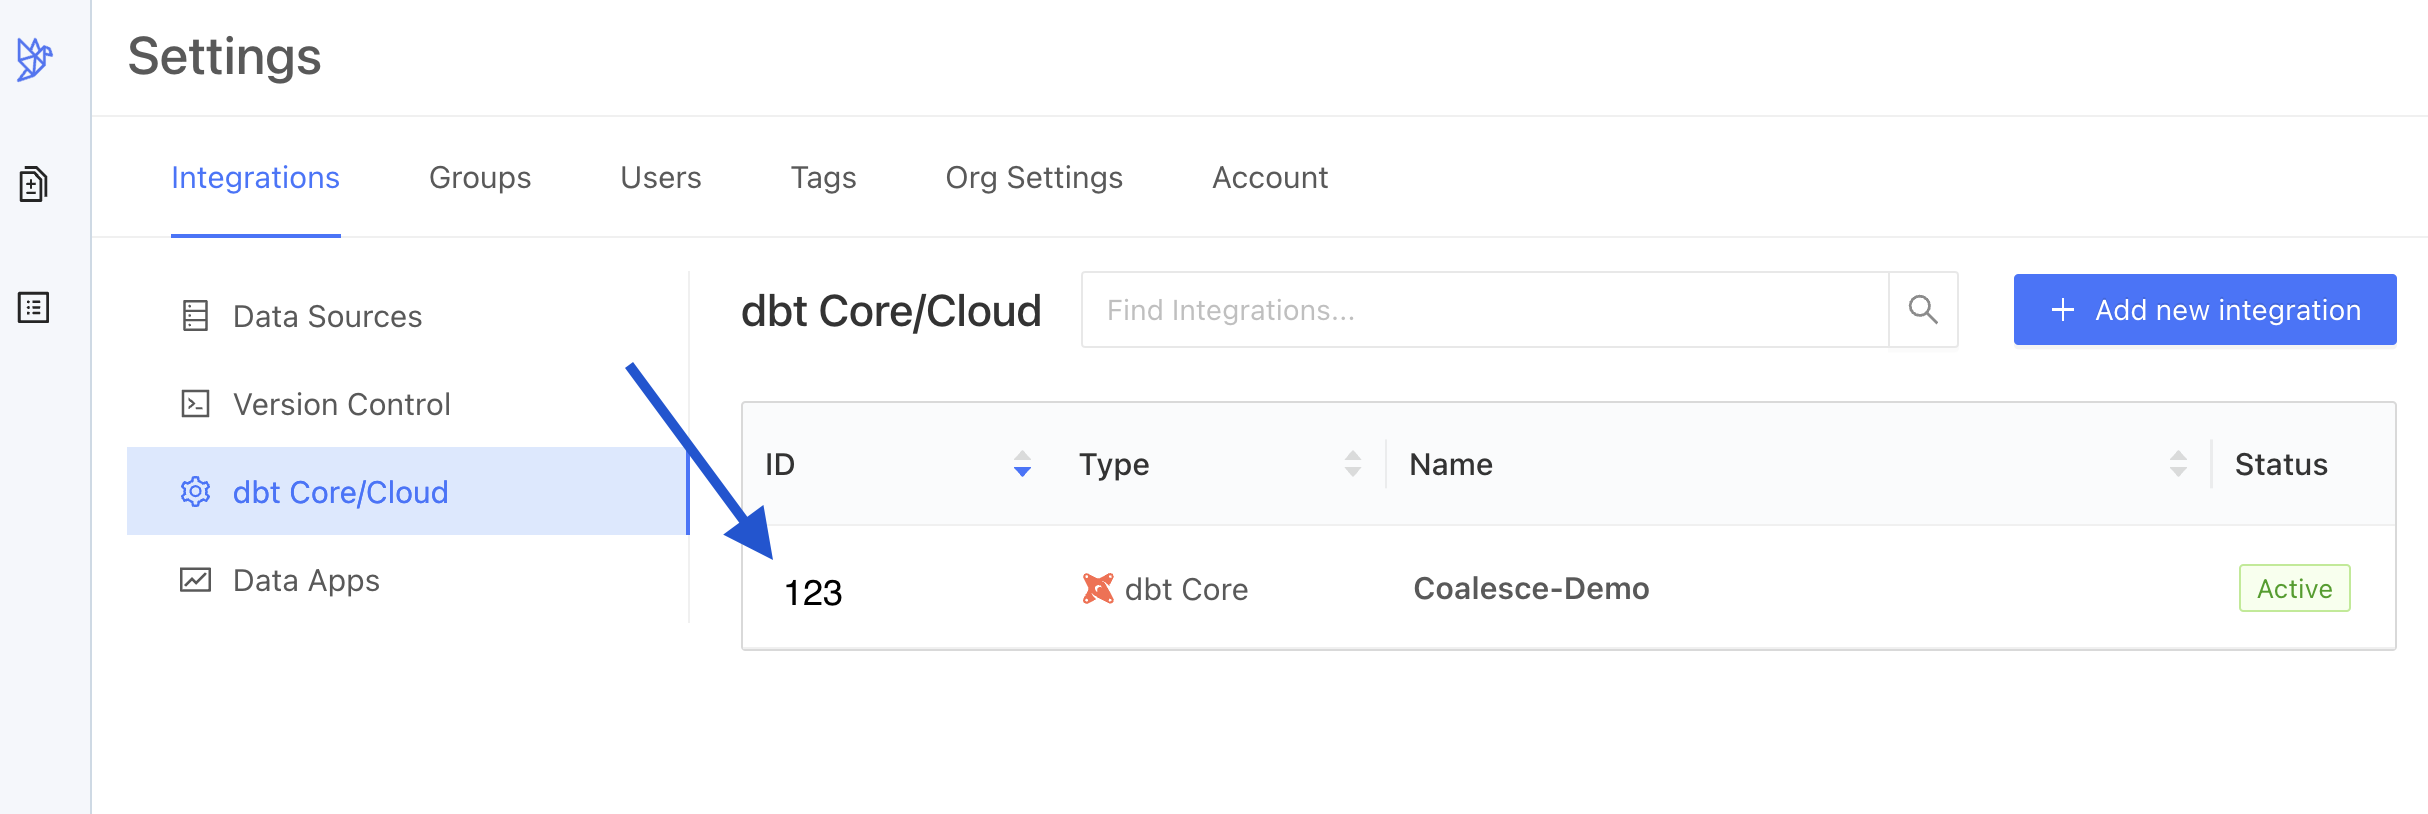 Settings
Integrations Groups Users Tags Org Settings Account
Data Sources
Version Control
dbt Core/Cloud
Data Apps
dbt Core/Cloud Find Integrations... + Add new integration
ID Type Name Status
123 dbt Core Coalesce-Demo Active